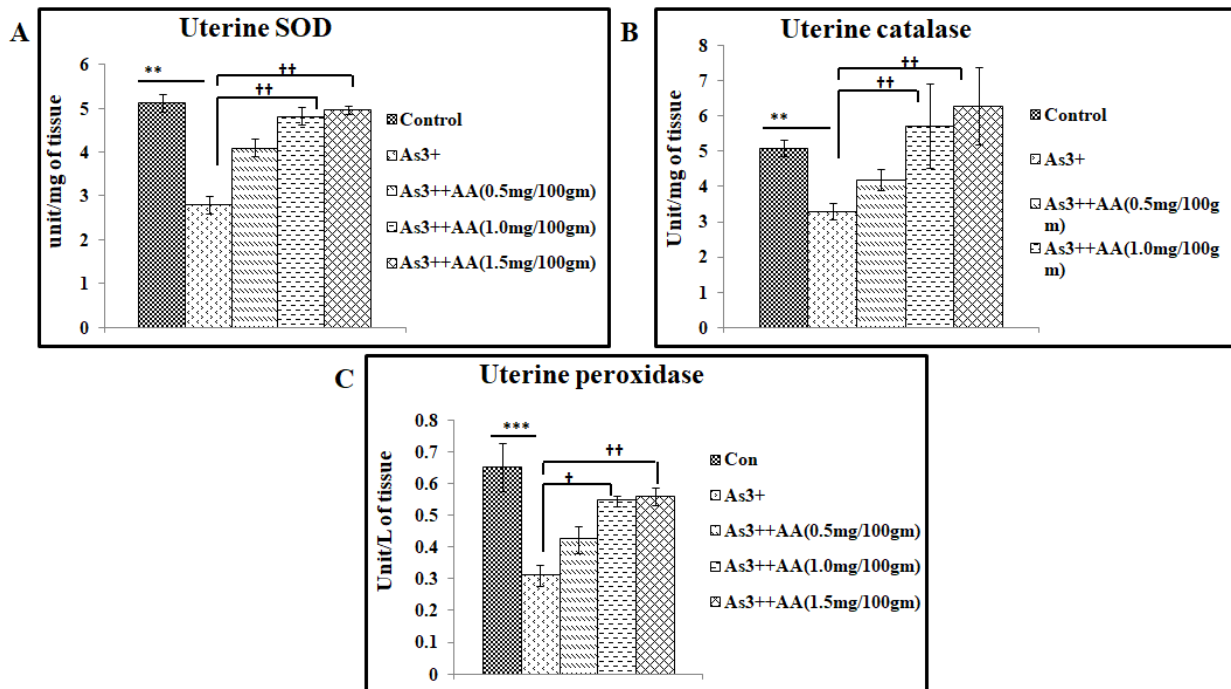 A
Uterine SOD
unit/mg of tissue
6
5
4
3
2
1
0
**
††
††
Control
As3+
As3++AA(0.5mg/100gm)
As3++AA(1.0mg/100gm)
As3++AA(1.5mg/100gm)
B
Uterine catalase
Unit/mg of tissue
8
7
6
5
4
3
2
1
0
**
††
††
Control
As3+
As3++AA(0.5mg/100g
m)
As3++AA(1.0mg/100g
m)
C
Uterine peroxidase
Unit/L of tissue
0.8
0.7
0.6
0.5
0.4
0.3
0.2
0.1
0
***
††
†
Con
As3+
As3++AA(0.5mg/100gm)
As3++AA(1.0mg/100gm)
As3++AA(1.5mg/100gm)